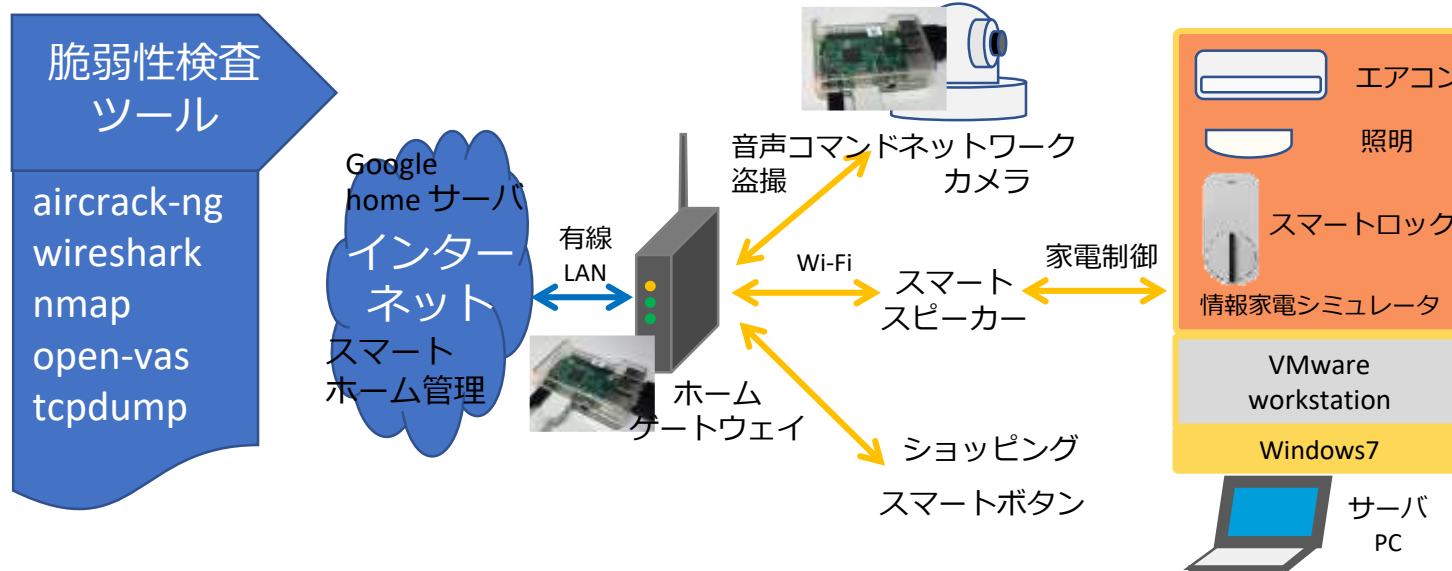 脆弱性検査
ツール
aircrack-ng
wireshark
nmap
open-vas
tcpdump
Google
home サーバ
インター
ネット
スマート
ホーム管理
有線
LAN
ホーム
ゲートウェイ
音声コマンド
盗撮
ネットワーク
カメラ
Wi-Fi
スマート
スピーカー
家電制御
ショッピング
スマートボタン
エアコン
照明
スマートロック
情報家電シミュレータ
VMware
workstation
Windows7
サーバ
PC